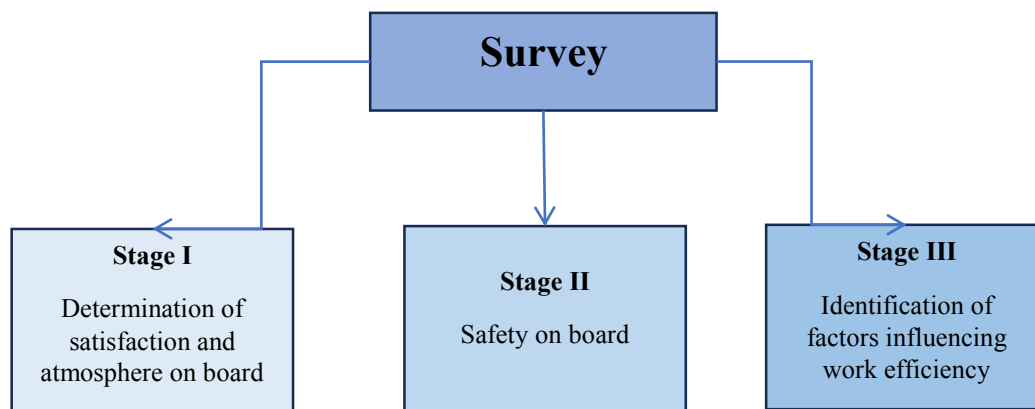 Survey
Stage I
Determination of
satisfaction and
atmosphere on board
Stage II
Safety on board
Stage III
Identification of
factors influencing
work efficiency